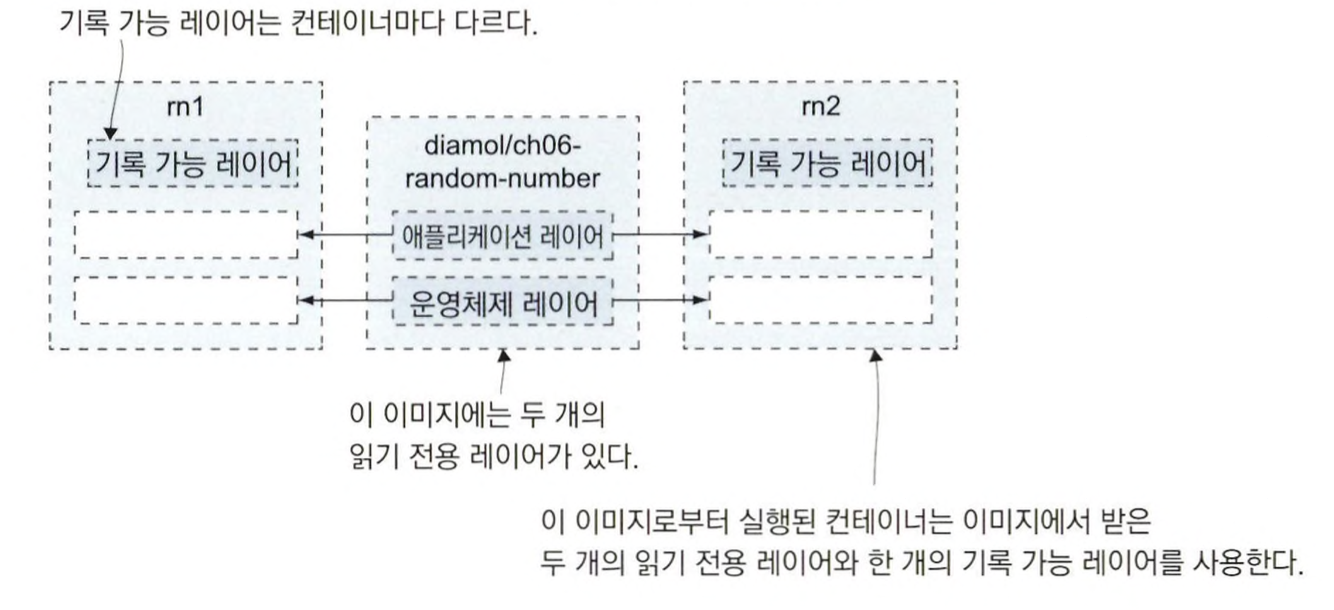 기록 가능 레이어는 컨테이너마다 다르다.
rn1
기록 가능 레이어
diamol/ch06-
random-number
애플리케이션 레이어
운영체제 레이어
rn2
기록 가능 레이어
이 이미지에는 두 개의
읽기 전용 레이어가 있다.
이 이미지로부터 실행된 컨테이너는 이미지에서 받은
두 개의 읽기 전용 레이어와 한 개의 기록 가능 레이어를 사용한다.